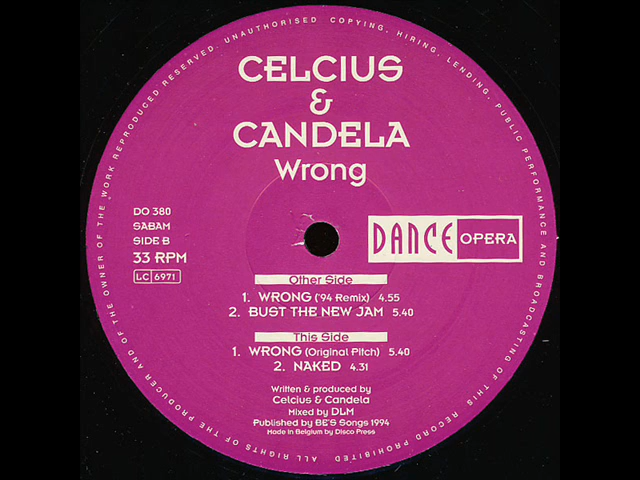 ALL RIGHTS OF THE PRODUCER AND OF THE OWNER OF THE WORK REPRODUCED RESERVED. UNAUTHORISED COPYING, HIRING, LENDING, PUBLIC PERFORMANCE AND BROADCASTING OF THIS RECORD PROHIBITED
CELCIUS
&
CANDELA
Wrong
DO 380
SABAM
SIDE B
33 RPM
LC 6971
DANCE OPERA
Other Side
1. WRONG ('94 Remix) 4.55
2. BUST THE NEW JAM 5.40
This Side
1. WRONG (Original Pitch) 5.40
2. NAKED 4.31
Written & produced by
Celcius & Candela
Mixed by DLM
Published by BE'S Songs 1994
Made in Belgium by Disco Press